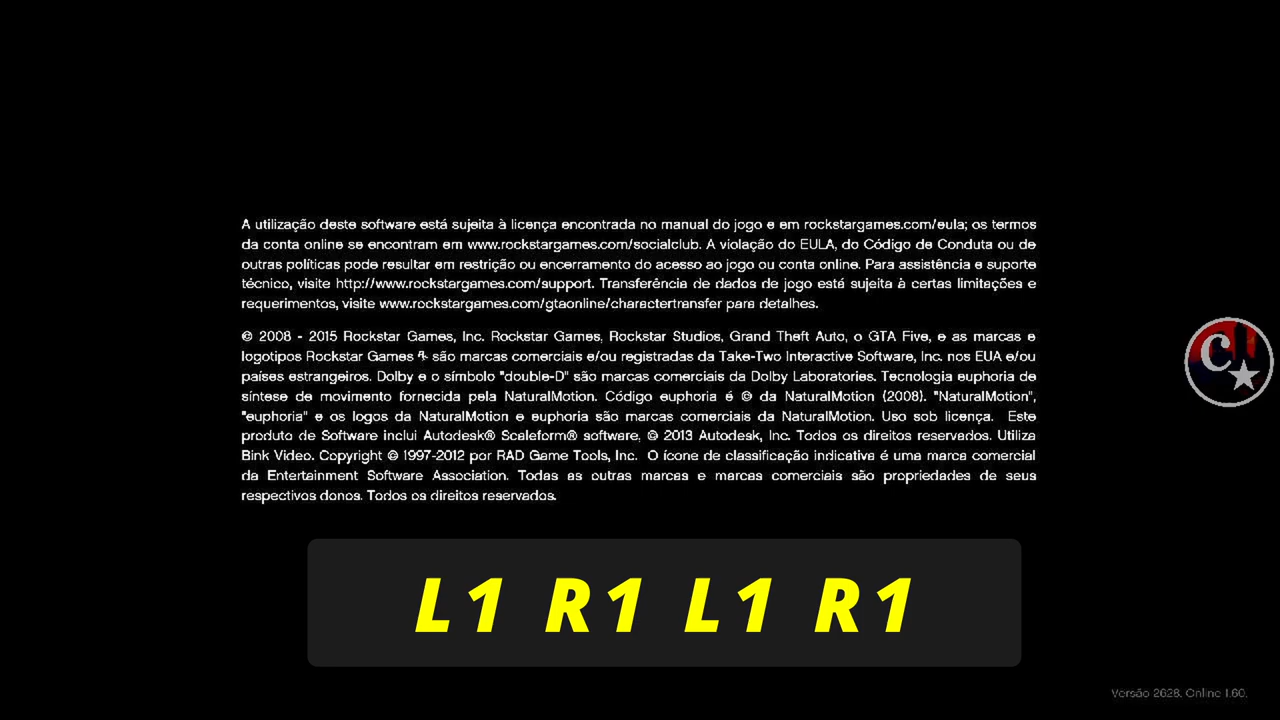 A utilização deste software está sujeita à licença encontrada no manual do jogo e em rockstargames.com/eula; os termos
da conta online se encontram em www.rockstargames.com/socialclub. A violação do EULA, do Código de Conduta ou de
outras políticas pode resultar em restrição ou encerramento do acesso ao jogo ou conta online. Para assistência e suporte
técnico, visite http://www.rockstargames.com/support. Transferência de dados de jogo está sujeita à certas limitações e
requerimentos, visite www.rockstargames.com/gtaonline/charactertransfer para detalhes.
© 2008 - 2015 Rockstar Games, Inc. Rockstar Games, Rockstar Studios, Grand Theft Auto, o GTA Five, e as marcas e
logotipos Rockstar Games são marcas comerciais e/ou registradas da Take-Two Interactive Software, Inc. nos EUA e/ou
países estrangeiros. Dolby e o símbolo "double-D" são marcas comerciais da Dolby Laboratories. Tecnologia euphoria de
síntese de movimento fornecida pela NaturalMotion. Código euphoria é © da NaturalMotion (2008). "NaturalMotion",
"euphoria" e os logos da NaturalMotion e euphoria são marcas comerciais da NaturalMotion. Uso sob licença. Este
produto de Software inclui Autodesk® Scaleform® software, © 2013 Autodesk, Inc. Todos os direitos reservados. Utiliza
Bink Video. Copyright © 1997-2012 por RAD Game Tools, Inc. O ícone de classificação indicativa é uma marca comercial
da Entertainment Software Association. Todas as outras marcas e marcas comerciais são propriedades de seus
respectivos donos. Todos os direitos reservados.
C
L1 R1 L1 R1
Versão 2628. Online 1.60.